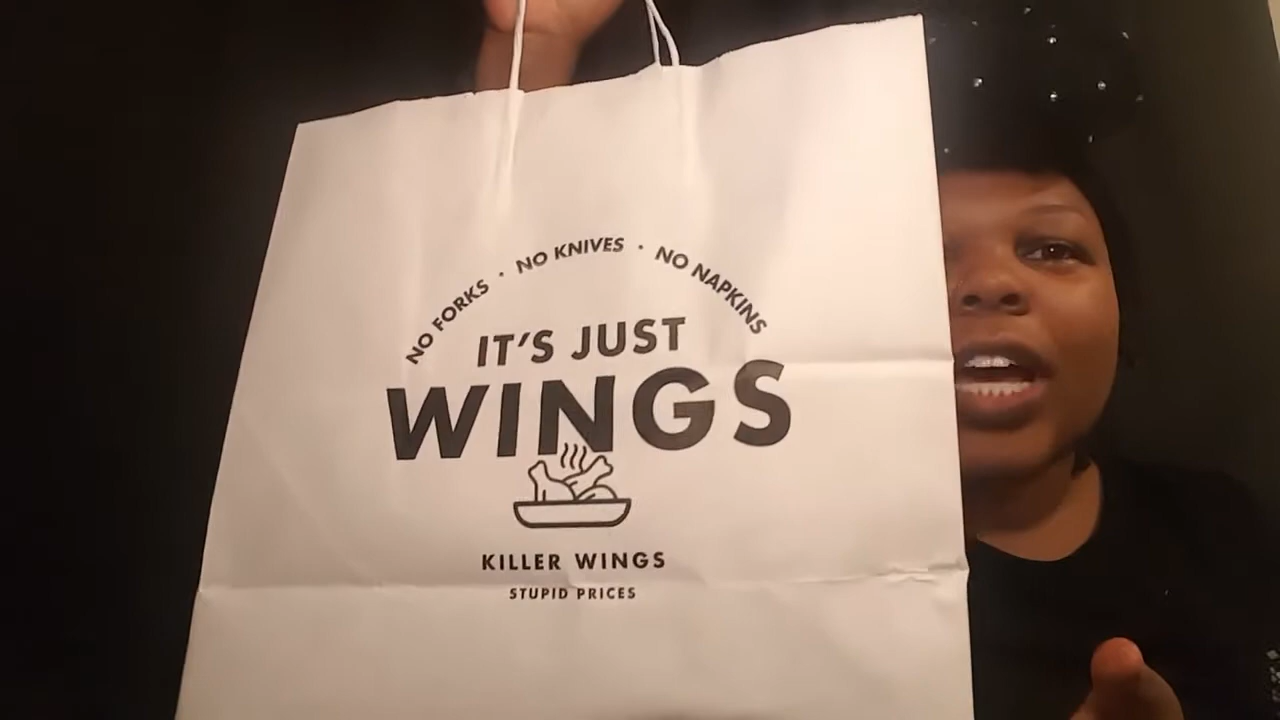 NO FORKS · NO KNIVES · NO NAPKINS
IT'S JUST
WINGS
KILLER WINGS
STUPID PRICES